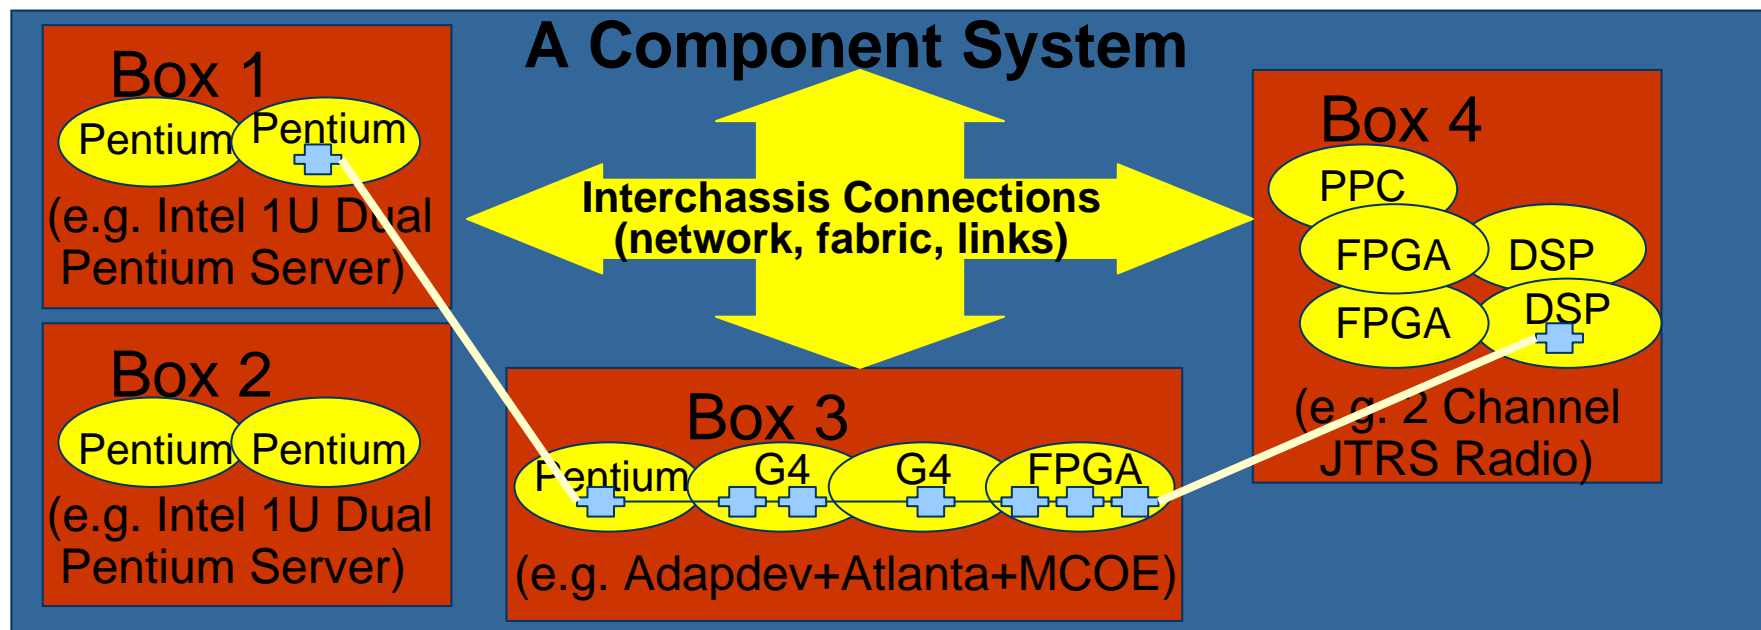 A Component System
Box 1
Pentium
Pentium
(e.g. Intel 1U Dual
Pentium Server)
Box 2
Pentium
Pentium
(e.g. Intel 1U Dual
Pentium Server)
Interchassis Connections
(network, fabric, links)
Box 3
Pentium
G4
G4
FPGA
(e.g. Adapdev+Atlanta+MCOE)
Box 4
PPC
FPGA
DSP
FPGA
DSP
(e.g. 2 Channel
JTRS Radio)